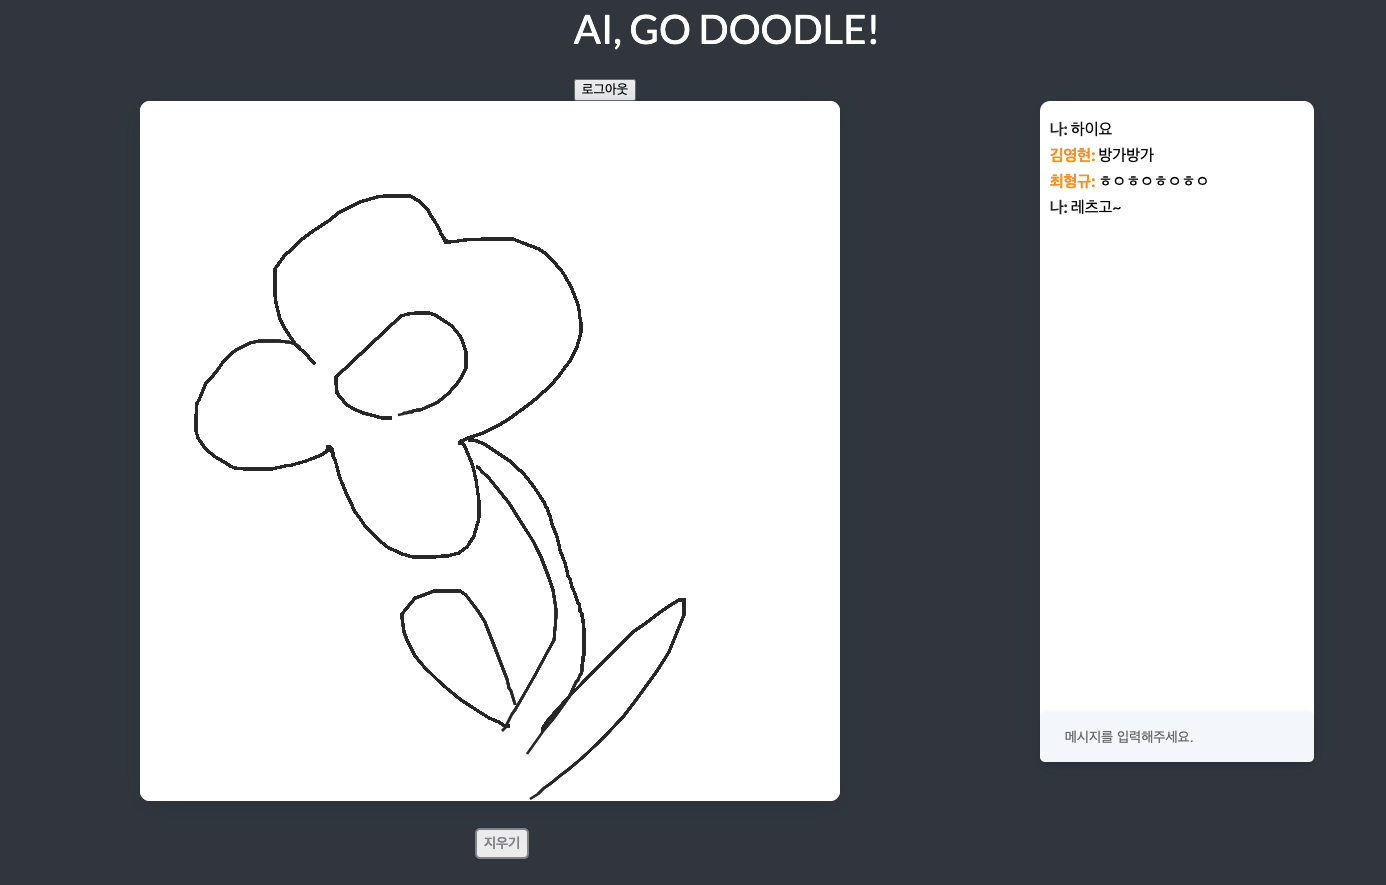 AI, GO DOODLE!
로그아웃
나: 하이요
김영현: 방가방가
최형규: ㅎㅇㅎㅇㅎㅇㅎㅇ
나: 레츠고~
메시지를 입력해주세요.
지우기